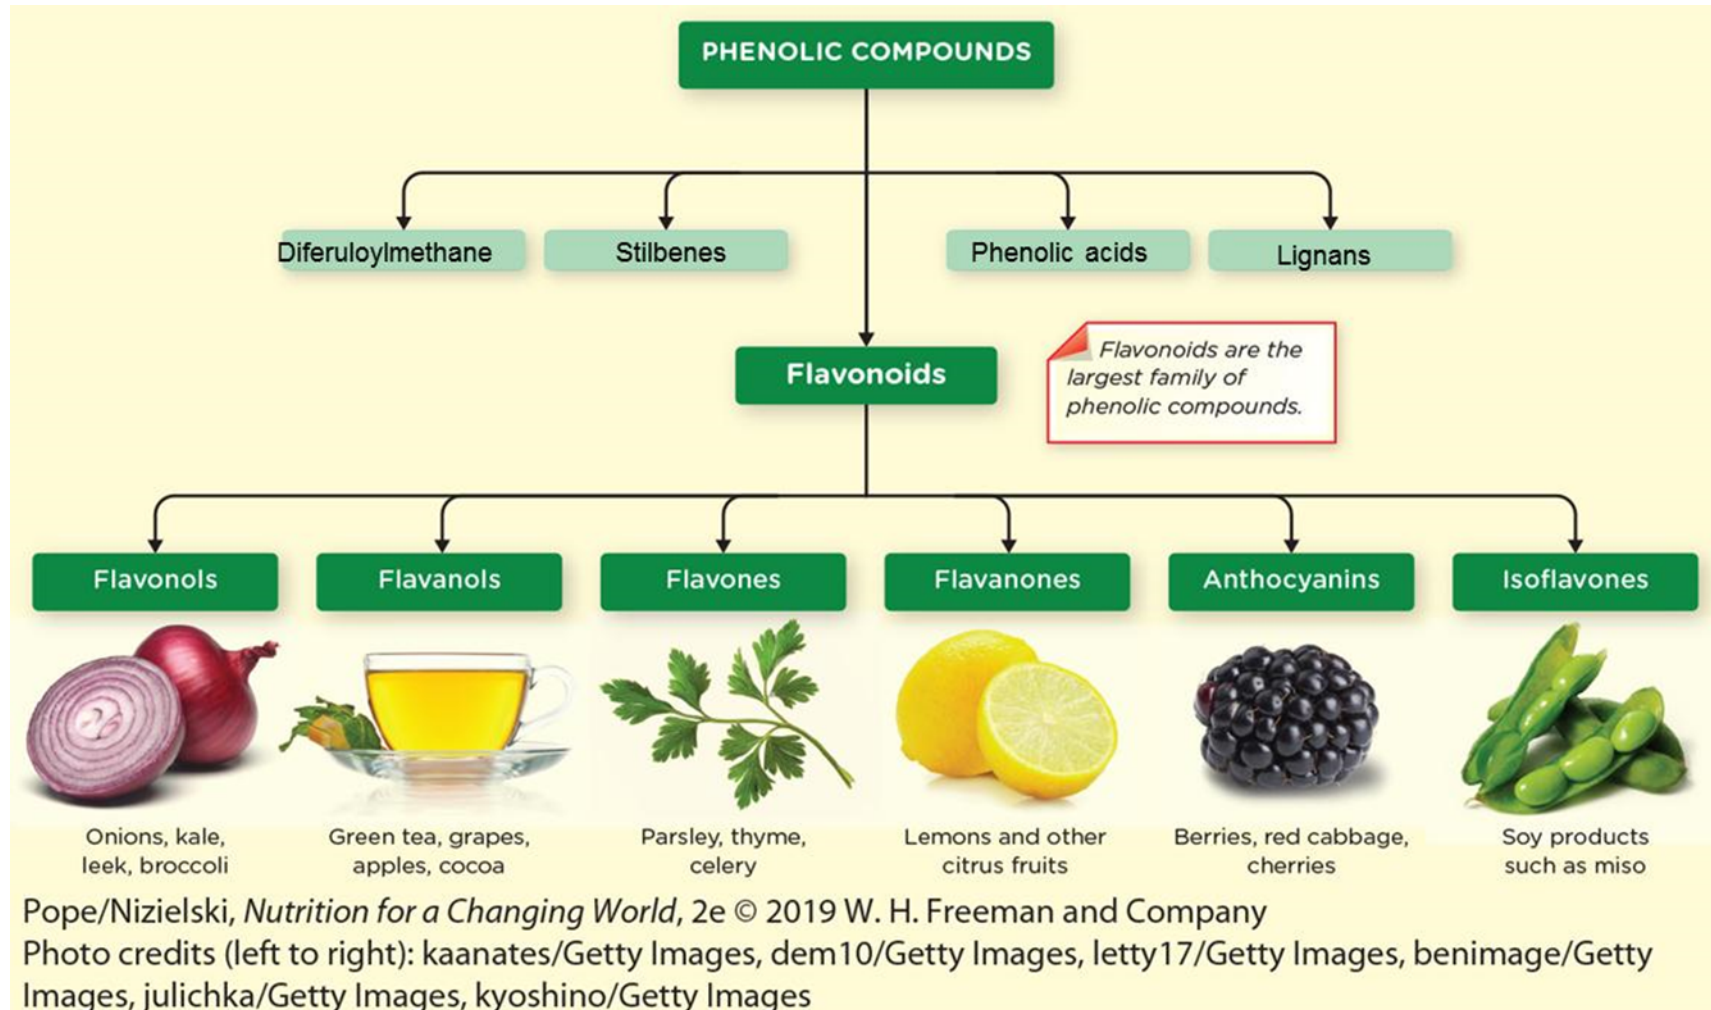 PHENOLIC COMPOUNDS
Diferuloylmethane
Stilbenes
Phenolic acids
Lignans
Flavonoids
Flavonoids are the
largest family of
phenolic compounds.
Flavonols
Flavanols
Flavones
Flavanones
Anthocyanins
Isoflavones
Onions, kale,
leek, broccoli
Green tea, grapes,
apples, cocoa
Parsley, thyme,
celery
Lemons and other
citrus fruits
Berries, red cabbage,
cherries
Soy products
such as miso
Pope/Nizielski, Nutrition for a Changing World, 2e © 2019 W. H. Freeman and Company
Photo credits (left to right): kaanates/Getty Images, dem10/Getty Images, letty17/Getty Images, benimage/Getty
Images, julichka/Getty Images, kyoshino/Getty Images